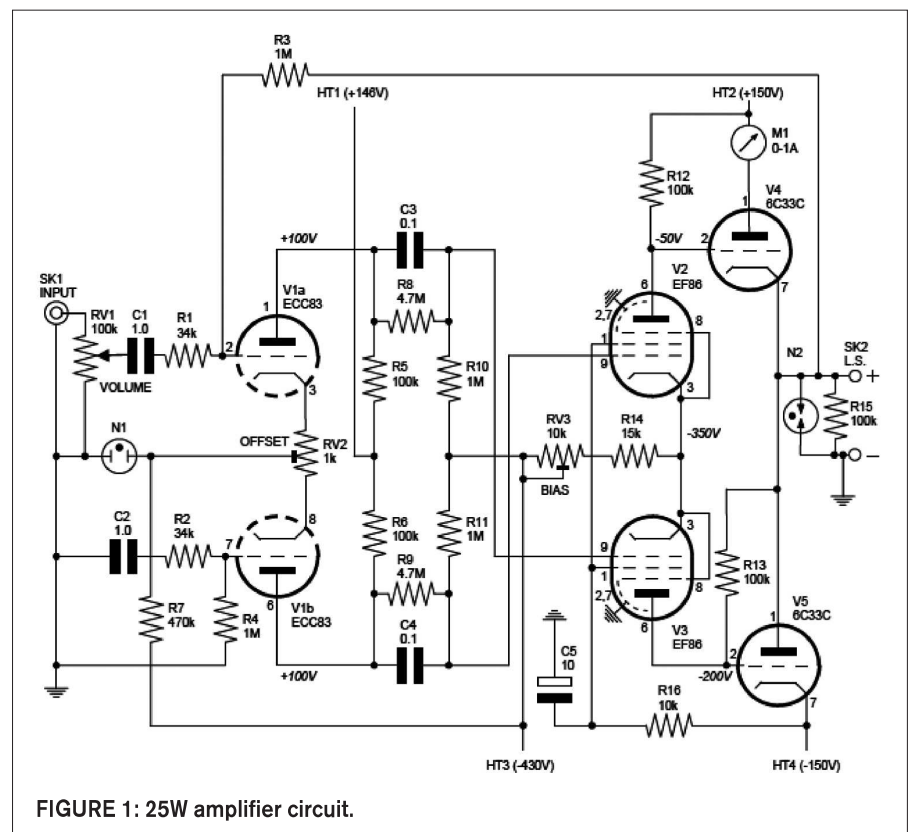 R3
1M
HT1 (+146V)
HT2 (+150V)
M1
0-1A
R12
100k
V4
6C33C
1
2
7
C3
0.1
+100V
-50V
SK1
INPUT
RV1
100k
C1
1.0
R1
34k
V1a
ECC83
1
2
3
VOLUME
R8
4.7M
R5
100k
R10
1M
V2
EF86
6
2,7
8
1
9
3
N2
SK2
L.S.
+
R15
100k
–
N1
OFFSET
RV2
1k
RV3
10k
R14
15k
-350V
BIAS
C2
1.0
R2
34k
7
8
6
V1b
ECC83
R6
100k
R11
1M
R9
4.7M
3
9
1
8
2,7
6
V3
EF86
R13
100k
V5
6C33C
1
2
7
R7
470k
R4
1M
+100V
C4
0.1
C5
10
-200V
R16
10k
HT3 (-430V)
HT4 (-150V)
FIGURE 1: 25W amplifier circuit.